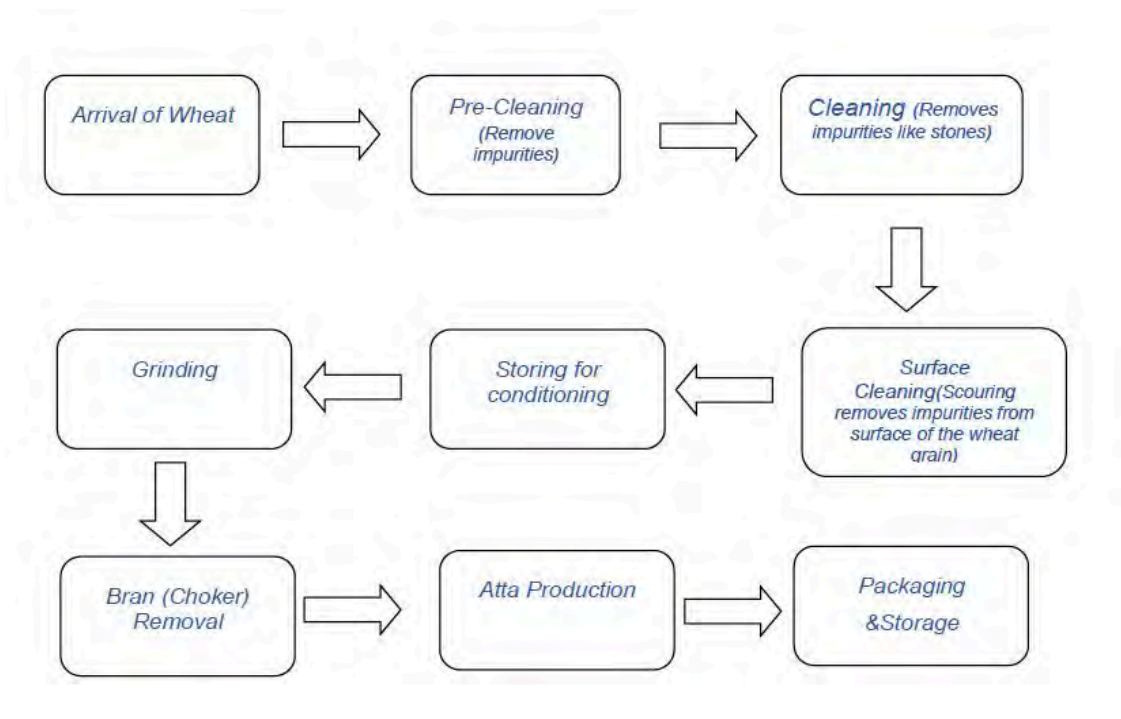 Arrival of Wheat
Pre-Cleaning
(Remove
impurities)
Cleaning (Removes
impurities like stones)
Surface
Cleaning(Scouring
removes impurities from
surface of the wheat
grain)
Storing for
conditioning
Grinding
Bran (Choker)
Removal
Atta Production
Packaging
&Storage